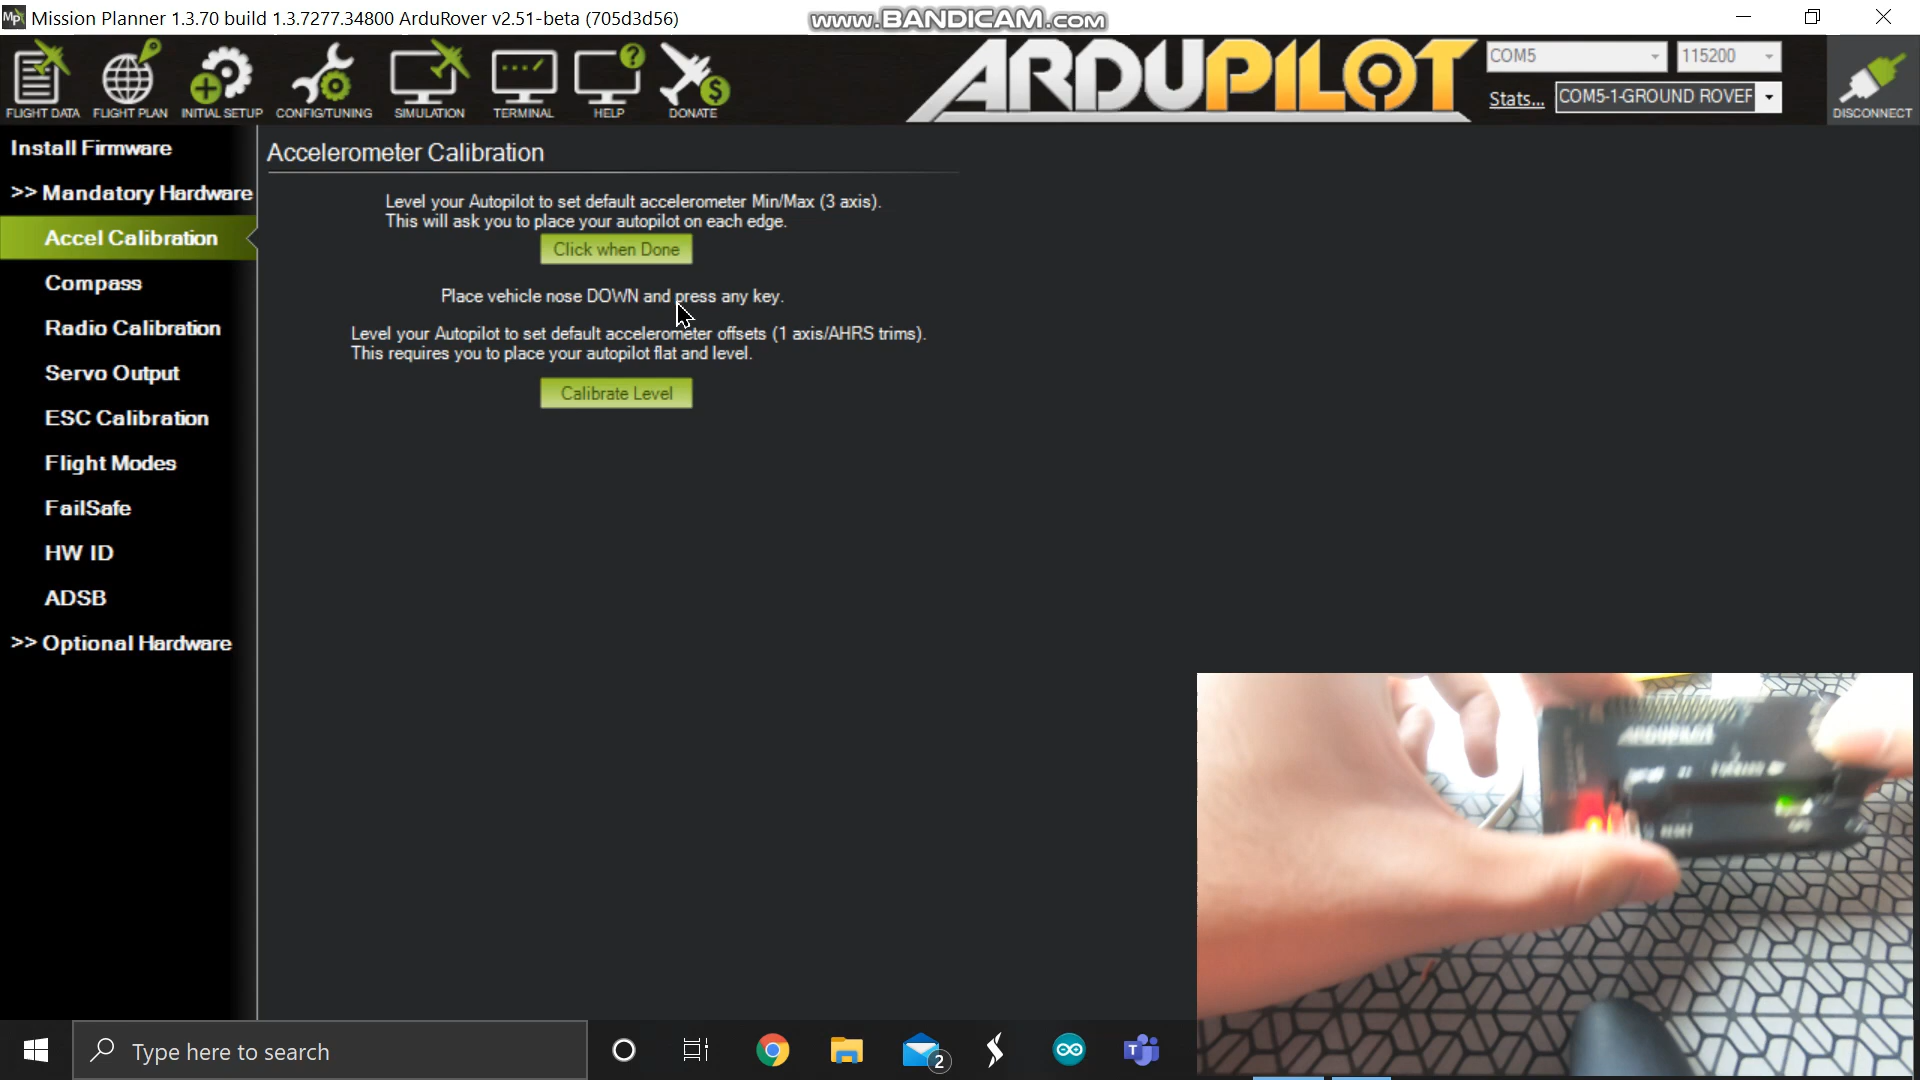 Mission Planner 1.3.70 build 1.3.7277.34800 ArduRover v2.51-beta (705d3d56)
www.BANDICAM.com
FLIGHT DATA
FLIGHT PLAN
INITIAL SETUP
CONFIG/TUNING
SIMULATION
TERMINAL
HELP
DONATE
ARDUPILOT
COM5
115200
Stats...
COM5-1-GROUND ROVER
DISCONNECT
Install Firmware
>> Mandatory Hardware
Accel Calibration
Compass
Radio Calibration
Servo Output
ESC Calibration
Flight Modes
FailSafe
HW ID
ADSB
>> Optional Hardware
Accelerometer Calibration
Level your Autopilot to set default accelerometer Min/Max (3 axis).
This will ask you to place your autopilot on each edge.
Click when Done
Place vehicle nose DOWN and press any key.
Level your Autopilot to set default accelerometer offsets (1 axis/AHRS trims).
This requires you to place your autopilot flat and level.
Calibrate Level
ARDUPILOT
RESET
GPS
Type here to search
2